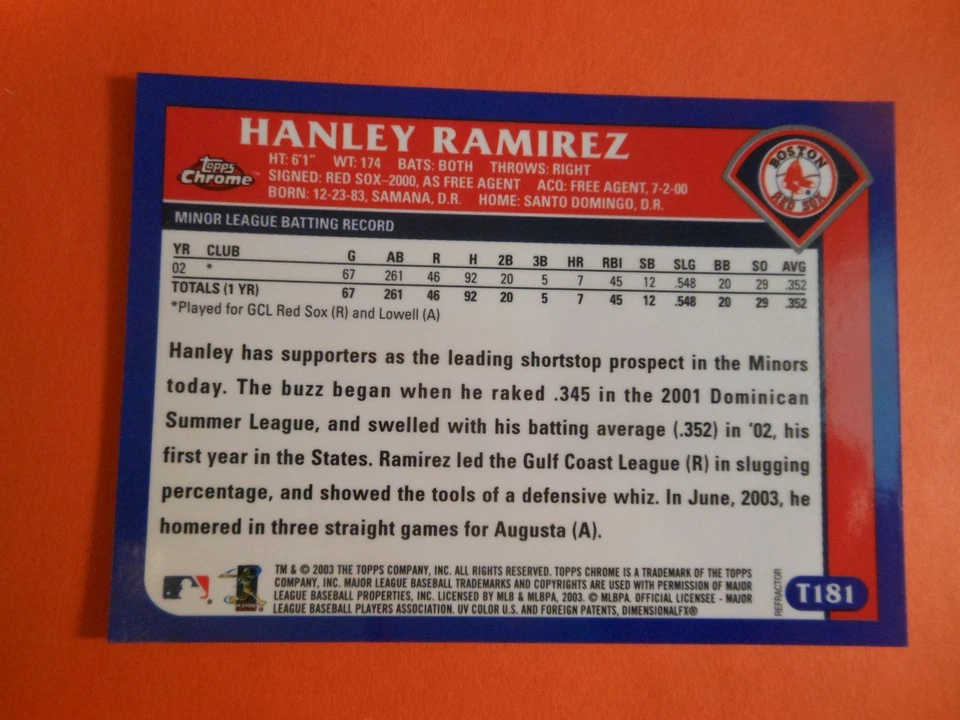 HANLEY RAMIREZ
Topps Chrome
HT: 6'1" WT: 174 BATS: BOTH THROWS: RIGHT
SIGNED: RED SOX–2000, AS FREE AGENT ACQ: FREE AGENT, 7-2-00
BORN: 12-23-83, SAMANA, D.R. HOME: SANTO DOMINGO, D.R.
BOSTON RED SOX
MINOR LEAGUE BATTING RECORD
YR CLUB G AB R H 2B 3B HR RBI SB SLG BB SO AVG
02 * 67 261 46 92 20 5 7 45 12 .548 20 29 .352
TOTALS (1 YR) 67 261 46 92 20 5 7 45 12 .548 20 29 .352
*Played for GCL Red Sox (R) and Lowell (A)
Hanley has supporters as the leading shortstop prospect in the Minors
today. The buzz began when he raked .345 in the 2001 Dominican
Summer League, and swelled with his batting average (.352) in '02, his
first year in the States. Ramirez led the Gulf Coast League (R) in slugging
percentage, and showed the tools of a defensive whiz. In June, 2003, he
homered in three straight games for Augusta (A).
TM & © 2003 THE TOPPS COMPANY, INC. ALL RIGHTS RESERVED. TOPPS CHROME IS A TRADEMARK OF THE TOPPS
COMPANY, INC. MAJOR LEAGUE BASEBALL TRADEMARKS AND COPYRIGHTS ARE USED WITH PERMISSION OF MAJOR
LEAGUE BASEBALL PROPERTIES, INC. LICENSED BY MLB & MLBPA, 2003. © MLBPA. OFFICIAL LICENSEE - MAJOR
LEAGUE BASEBALL PLAYERS ASSOCIATION. UV COLOR U.S. AND FOREIGN PATENTS, DIMENSIONALFX®
REFRACTOR
T181